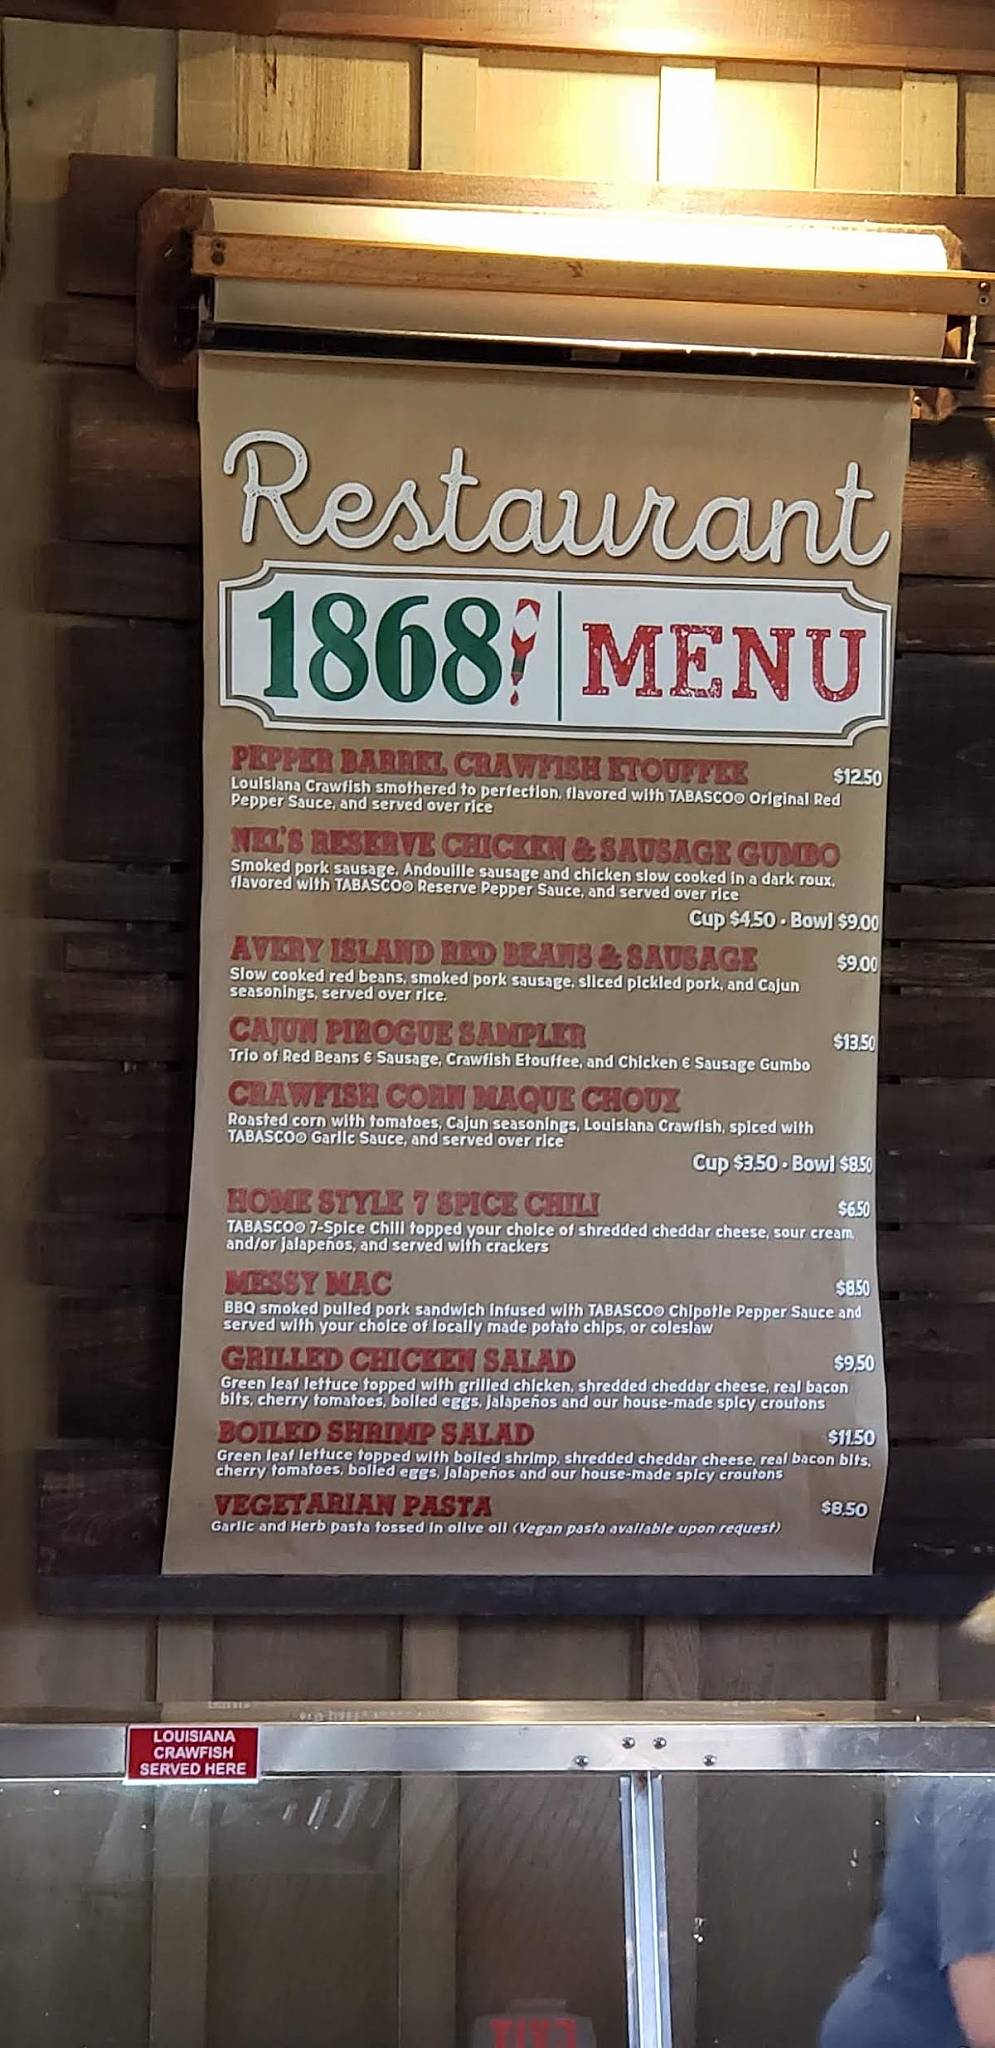 Restaurant
1868 MENU
PEPPER BARREL CRAWFISH ETOUFFEE $12.50
Louisiana Crawfish smothered to perfection, flavored with TABASCO® Original Red
Pepper Sauce, and served over rice
NEL'S RESERVE CHICKEN & SAUSAGE GUMBO
Smoked pork sausage, Andouille sausage and chicken slow cooked in a dark roux,
flavored with TABASCO® Reserve Pepper Sauce, and served over rice
Cup $4.50 • Bowl $9.00
AVERY ISLAND RED BEANS & SAUSAGE $9.00
Slow cooked red beans, smoked pork sausage, sliced pickled pork, and Cajun
seasonings, served over rice.
CAJUN PIROGUE SAMPLER $13.50
Trio of Red Beans & Sausage, Crawfish Etouffee, and Chicken & Sausage Gumbo
CRAWFISH CORN MAQUE CHOUX
Roasted corn with tomatoes, Cajun seasonings, Louisiana Crawfish, spiced with
TABASCO® Garlic Sauce, and served over rice
Cup $3.50 • Bowl $8.50
HOME STYLE 7 SPICE CHILI $6.50
TABASCO® 7-Spice Chili topped your choice of shredded cheddar cheese, sour cream,
and/or jalapeños, and served with crackers
MESSY MAC $8.50
BBQ smoked pulled pork sandwich infused with TABASCO® Chipotle Pepper Sauce and
served with your choice of locally made potato chips, or coleslaw
GRILLED CHICKEN SALAD $9.50
Green leaf lettuce topped with grilled chicken, shredded cheddar cheese, real bacon
bits, cherry tomatoes, boiled eggs, jalapeños and our house-made spicy croutons
BOILED SHRIMP SALAD $11.50
Green leaf lettuce topped with boiled shrimp, shredded cheddar cheese, real bacon bits,
cherry tomatoes, boiled eggs, jalapeños and our house-made spicy croutons
VEGETARIAN PASTA $8.50
Garlic and Herb pasta tossed in olive oil (Vegan pasta available upon request)
LOUISIANA
CRAWFISH
SERVED HERE
EXIT